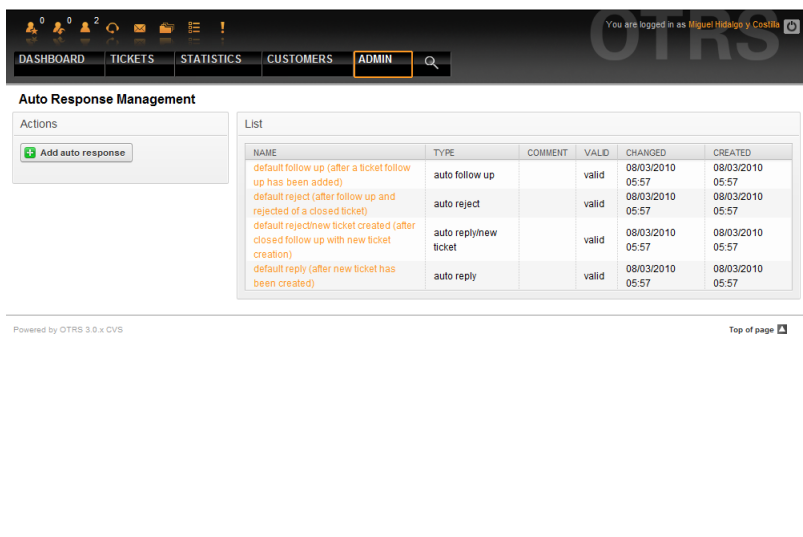 OTRS
0 0 2
You are logged in as Miguel Hidalgo y Costilla
DASHBOARD TICKETS STATISTICS CUSTOMERS ADMIN
Auto Response Management
Actions
Add auto response
List
NAME TYPE COMMENT VALID CHANGED CREATED
default follow up (after a ticket follow
up has been added) auto follow up valid 08/03/2010 08/03/2010
05:57 05:57
default reject (after follow up and
rejected of a closed ticket) auto reject valid 08/03/2010 08/03/2010
05:57 05:57
default reject/new ticket created (after
closed follow up with new ticket
creation) auto reply/new
ticket valid 08/03/2010 08/03/2010
05:57 05:57
default reply (after new ticket has
been created) auto reply valid 08/03/2010 08/03/2010
05:57 05:57
Powered by OTRS 3.0.x CVS
Top of page